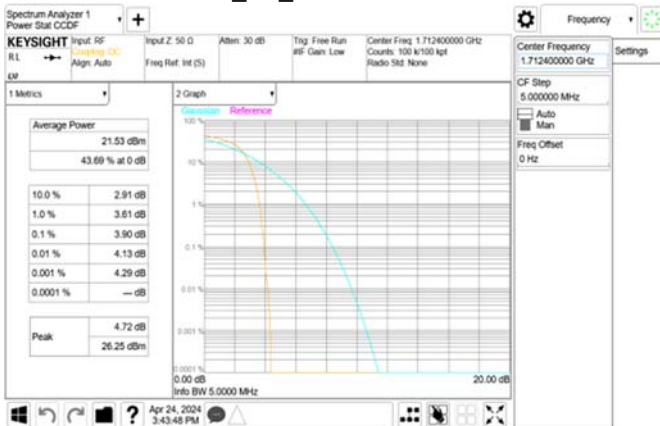 Spectrum Analyzer 1
Power Stat CCDF
+
Frequency
KEYSIGHT
RL
Input: RF
Coupling: DC
Align: Auto
Input Z: 50 Ω
Freq Ref: Int (S)
Atten: 30 dB
Trig: Free Run
#IF Gain: Low
Center Freq: 1.712400000 GHz
Counts: 100 k/100 kpt
Radio Std: None
Center Frequency
1.712400000 GHz
Settings
CF Step
5.000000 MHz
Auto
Man
Freq Offset
0 Hz
1 Metrics
Average Power
21.53 dBm
43.69 % at 0 dB
10.0 % 2.91 dB
1.0 % 3.61 dB
0.1 % 3.90 dB
0.01 % 4.13 dB
0.001 % 4.29 dB
0.0001 % --- dB
Peak 4.72 dB
26.25 dBm
2 Graph
Gaussian Reference
100 %
10 %
1 %
0.1 %
0.01 %
0.001 %
0.0001 %
0.00 dB 20.00 dB
Info BW 5.0000 MHz
? Apr 24, 2024
3:43:48 PM